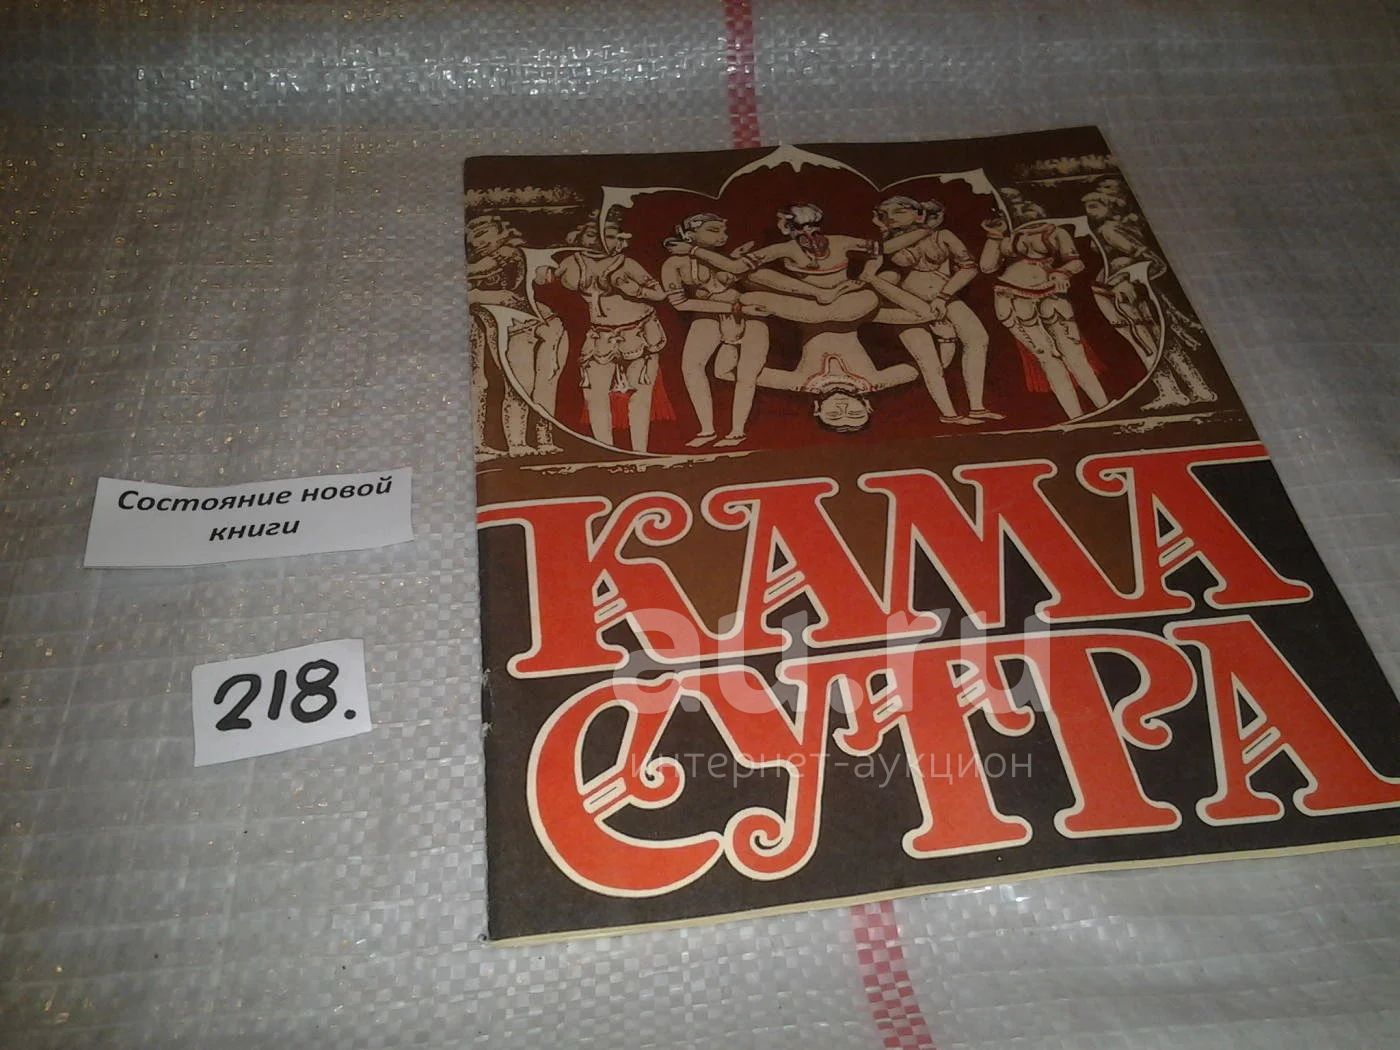 Состояние новой
книги
218.
КАМА
СУТРА
au.ru
интернет-аукцион